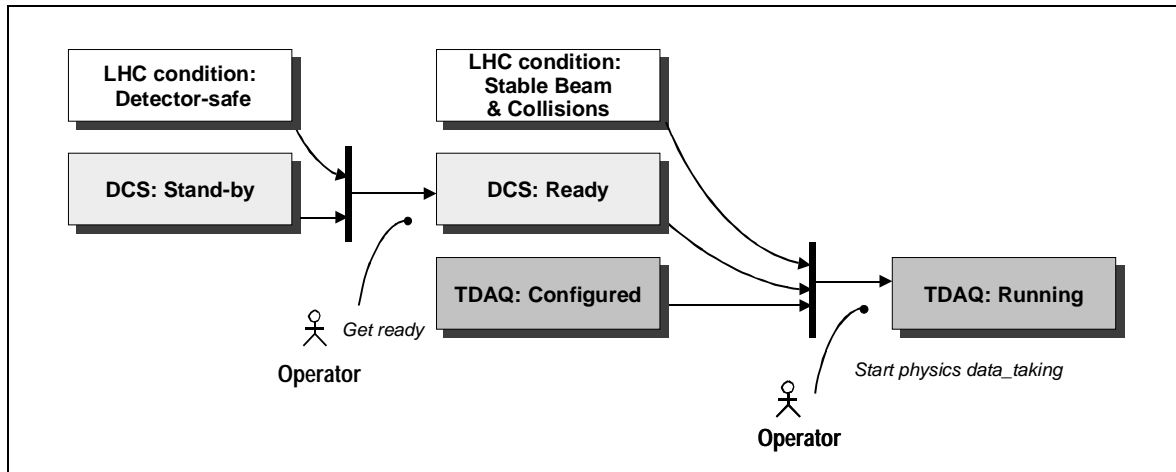 LHC condition:
Detector-safe
LHC condition:
Stable Beam
& Collisions
DCS: Stand-by
DCS: Ready
TDAQ: Configured
TDAQ: Running
Get ready
Operator
Start physics data_taking
Operator